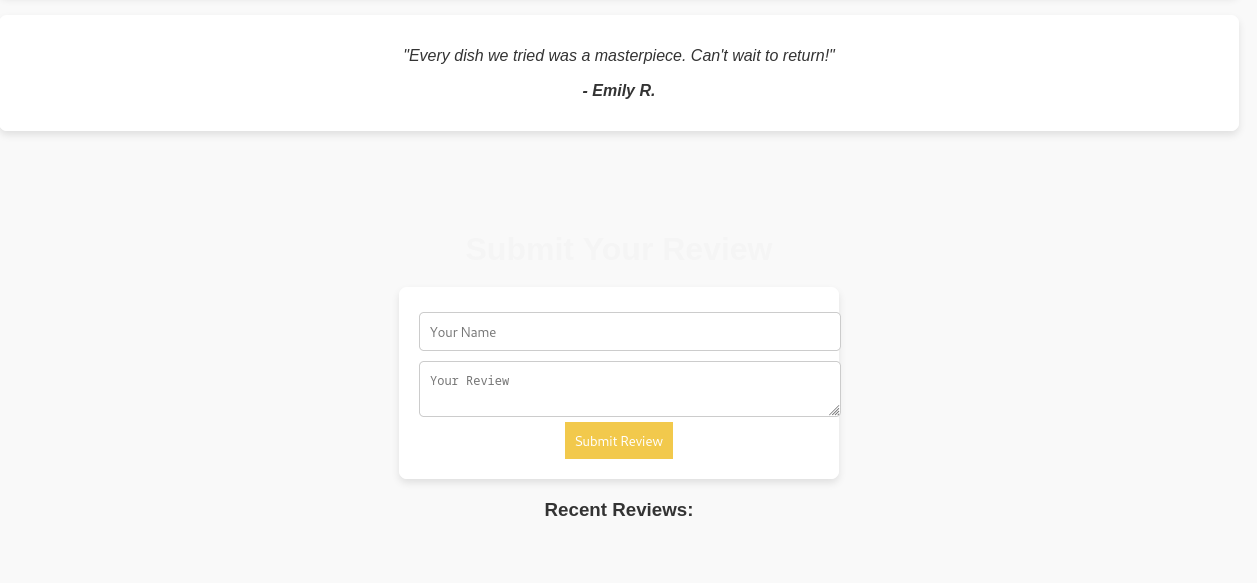 "Every dish we tried was a masterpiece. Can't wait to return!"
- Emily R.
Submit Your Review
Your Name
Your Review
Submit Review
Recent Reviews: